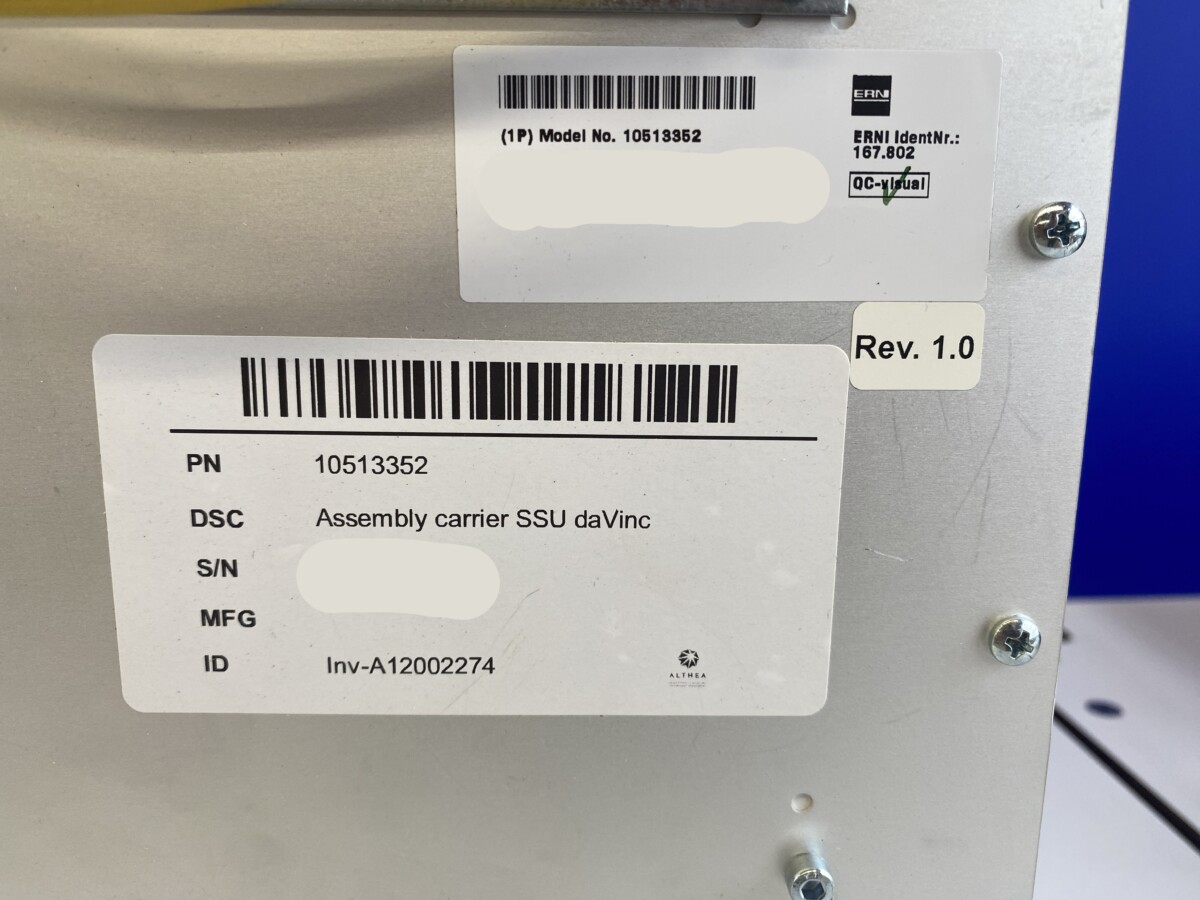 (1P) Model No. 10513352
ERNI
ERNI IdentNr.:
167.802
QC-visual
Rev. 1.0
PN 10513352
DSC Assembly carrier SSU daVinc
S/N
MFG
ID Inv-A12002274
ALTHEA